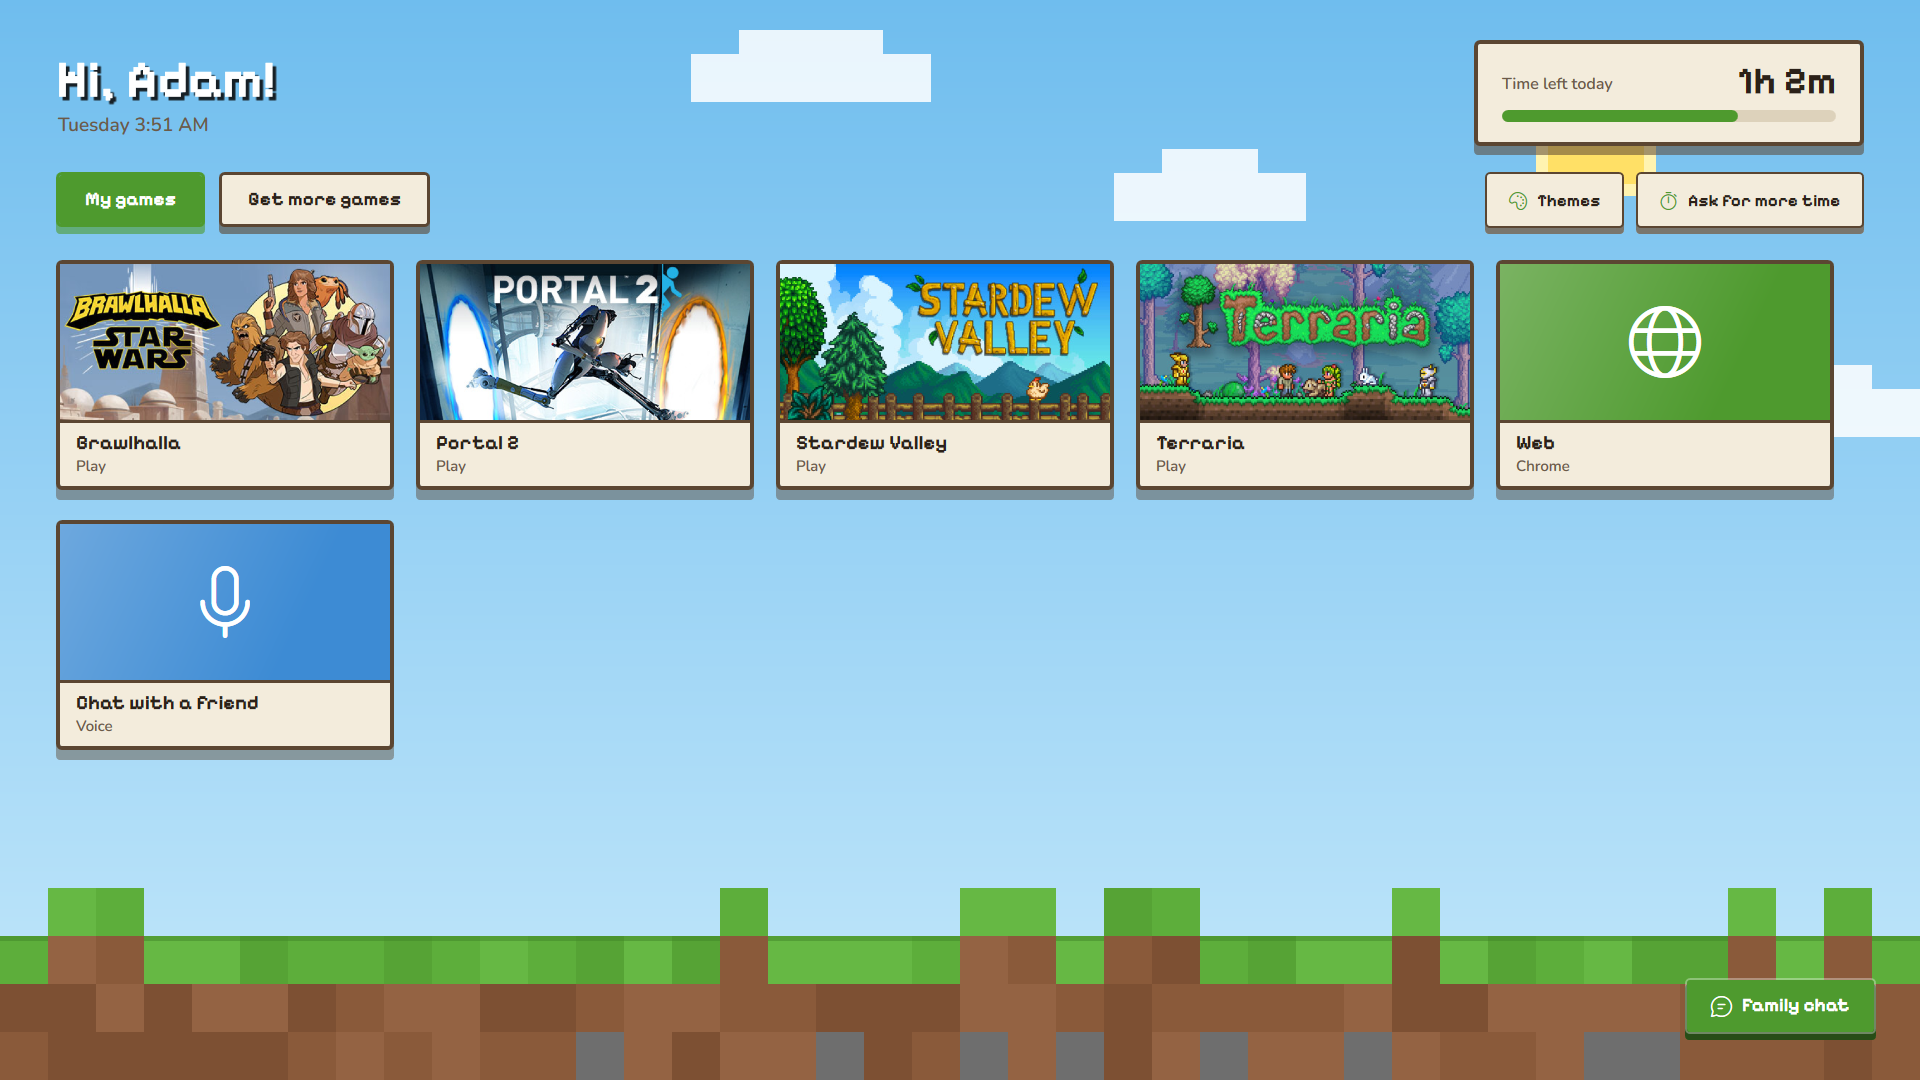 Hi, Adam!
Tuesday 3:51 AM
Time left today
1h 2m
My games
Get more games
Themes
Ask for more time
BRAWLHALLA
STAR
WARS
Brawlhalla
Play
PORTAL 2
Portal 2
Play
STARDEW
VALLEY
Stardew Valley
Play
Terraria
Terraria
Play
Web
Chrome
Chat with a friend
Voice
Family chat